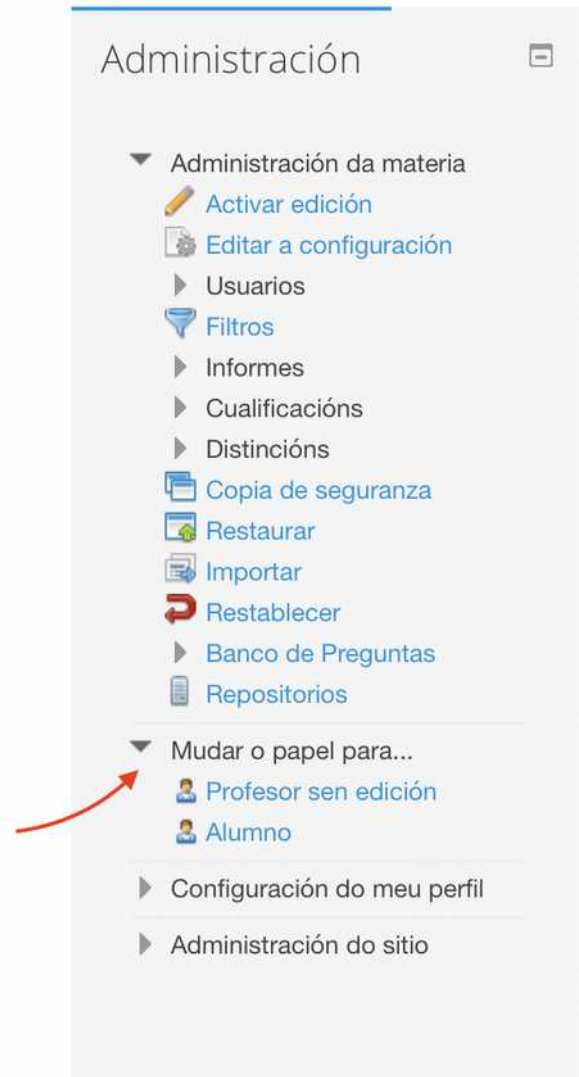 Administración
Administración da materia
Activar edición
Editar a configuración
Usuarios
Filtros
Informes
Cualificacións
Distincións
Copia de seguranza
Restaurar
Importar
Restablecer
Banco de Preguntas
Repositorios
Mudar o papel para...
Profesor sen edición
Alumno
Configuración do meu perfil
Administración do sitio